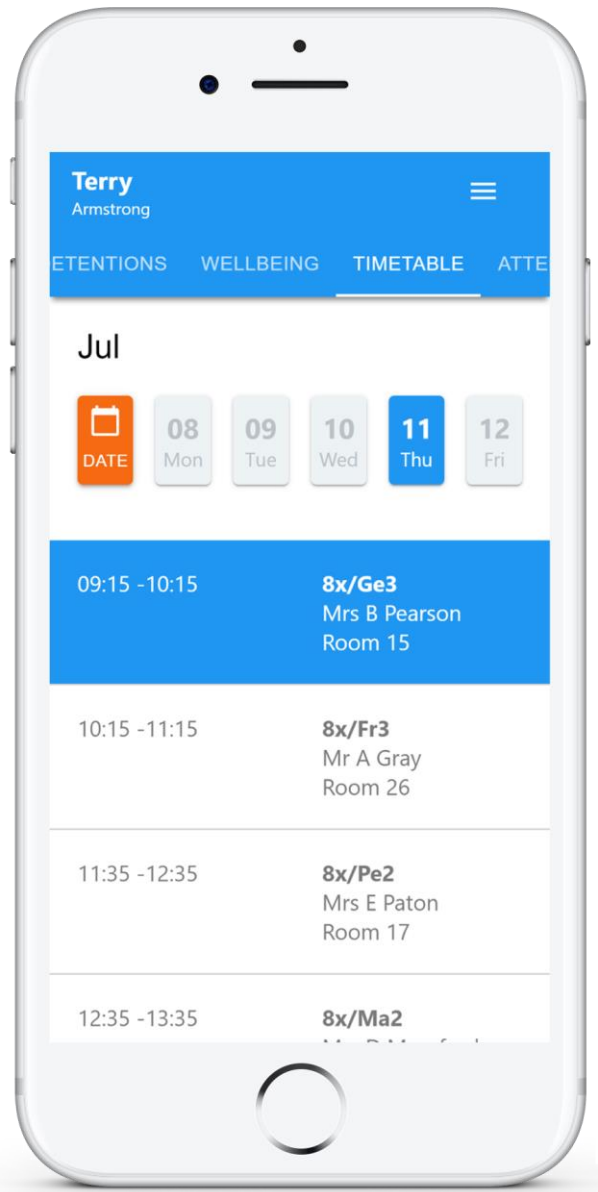 Terry
Armstrong
ETENTIONS WELLBEING TIMETABLE ATTE
Jul
DATE 08 Mon 09 Tue 10 Wed 11 Thu 12 Fri
09:15 -10:15 8x/Ge3
Mrs B Pearson
Room 15
10:15 -11:15 8x/Fr3
Mr A Gray
Room 26
11:35 -12:35 8x/Pe2
Mrs E Paton
Room 17
12:35 -13:35 8x/Ma2